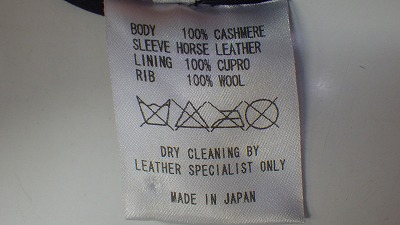 BODY 100% CASHMERE
SLEEVE HORSE LEATHER
LINING 100% CUPRO
RIB 100% WOOL
DRY CLEANING BY
LEATHER SPECIALIST ONLY
MADE IN JAPAN